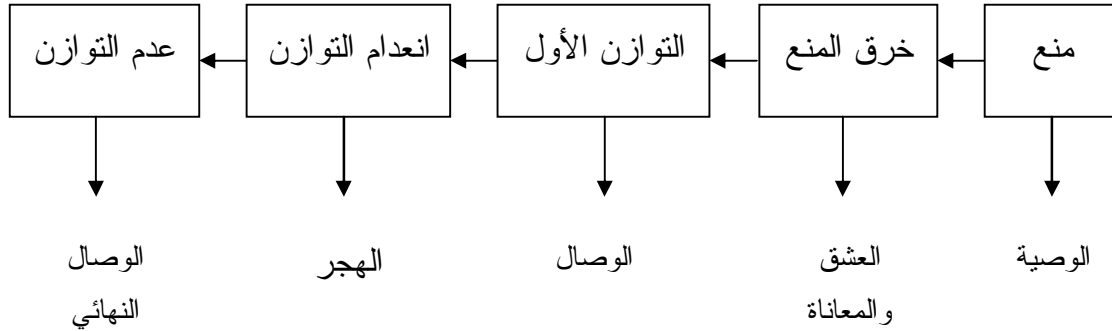 منع
خرق المنع
التوازن الأول
انعدام التوازن
عدم التوازن
الوصية
العشق
والمعاناة
الوصال
الهجر
الوصال
النهائي